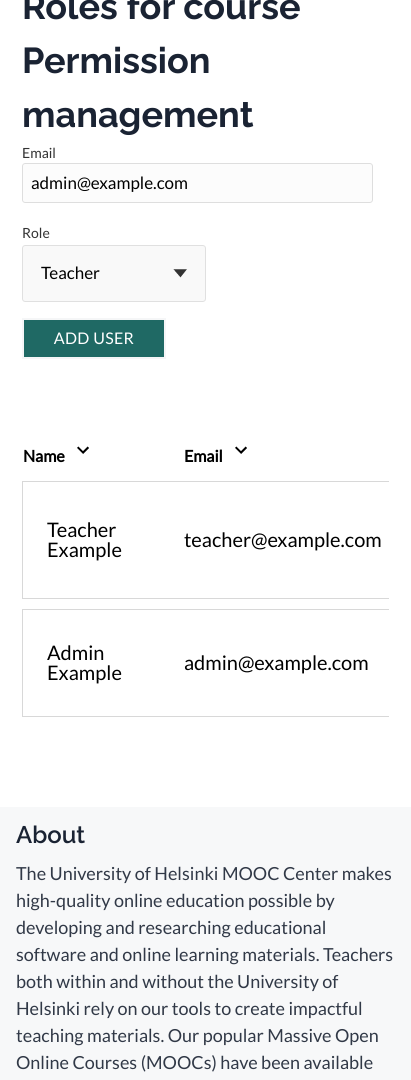 Roles for course
Permission
management
Email
admin@example.com
Role
Teacher
ADD USER
Name Email
Teacher
Example
teacher@example.com
Admin
Example
admin@example.com
About
The University of Helsinki MOOC Center makes
high-quality online education possible by
developing and researching educational
software and online learning materials. Teachers
both within and without the University of
Helsinki rely on our tools to create impactful
teaching materials. Our popular Massive Open
Online Courses (MOOCs) have been available